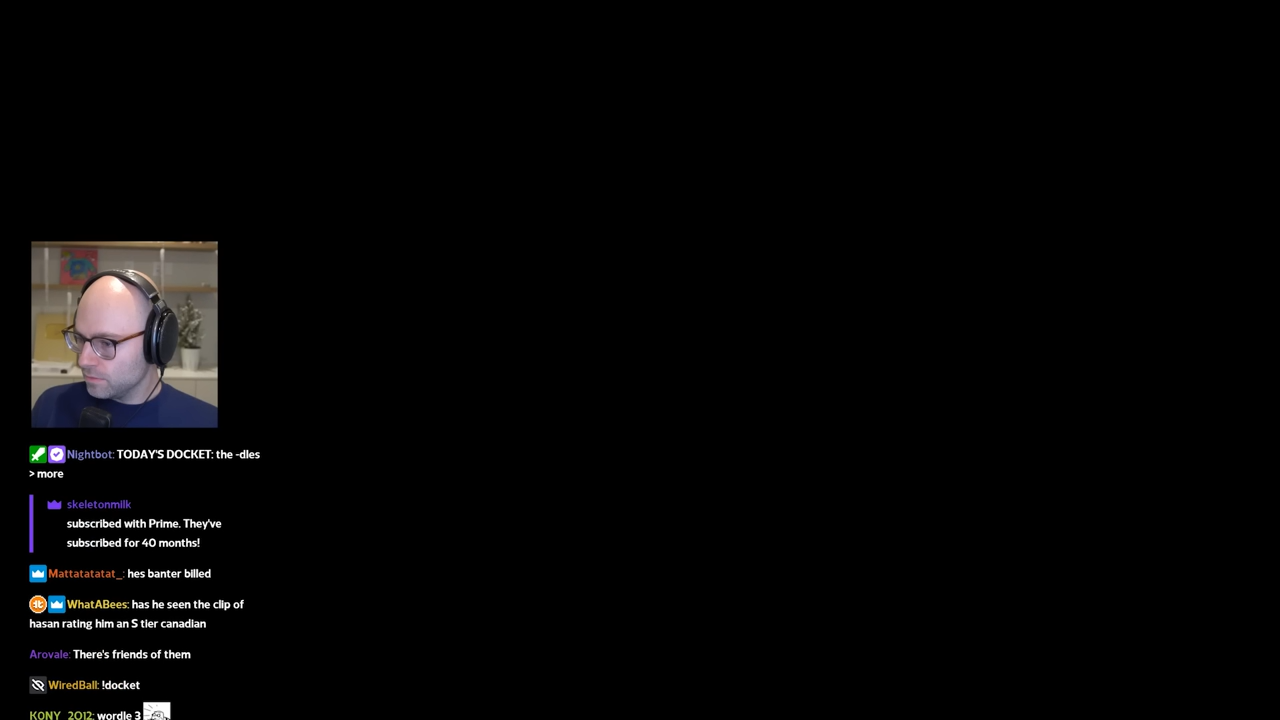 Nightbot: TODAY'S DOCKET: the -dles
> more
skeletonmilk
subscribed with Prime. They've
subscribed for 40 months!
Mattatatatat_: hes banter billed
WhatABees: has he seen the clip of
hasan rating him an S tier canadian
Arovale: There's friends of them
WiredBall: !docket
KONY_2012: wordle 3